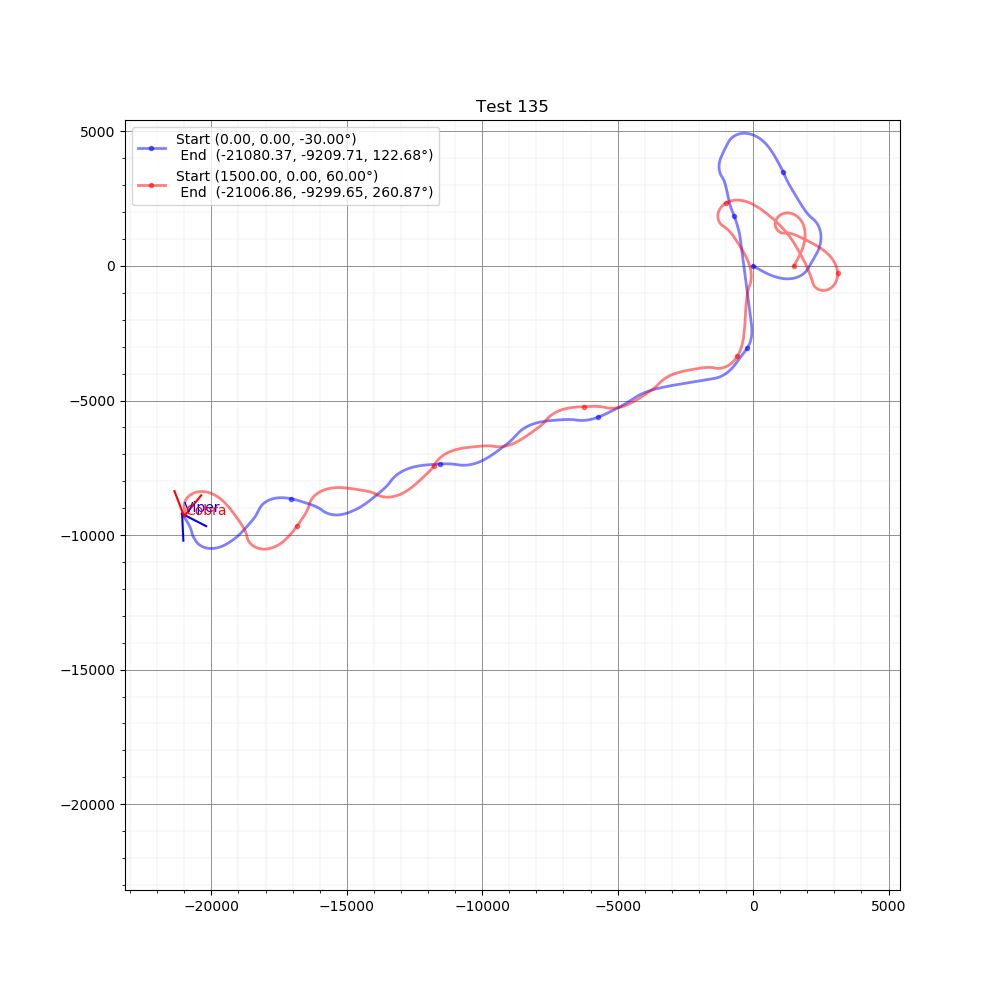 Test 135
Start (0.00, 0.00, -30.00°)
End (-21080.37, -9209.71, 122.68°)
Start (1500.00, 0.00, 60.00°)
End (-21006.86, -9299.65, 260.87°)
5000
0
−5000
−10000
−15000
−20000
Viper
Cobra
−20000 −15000 −10000 −5000 0 5000